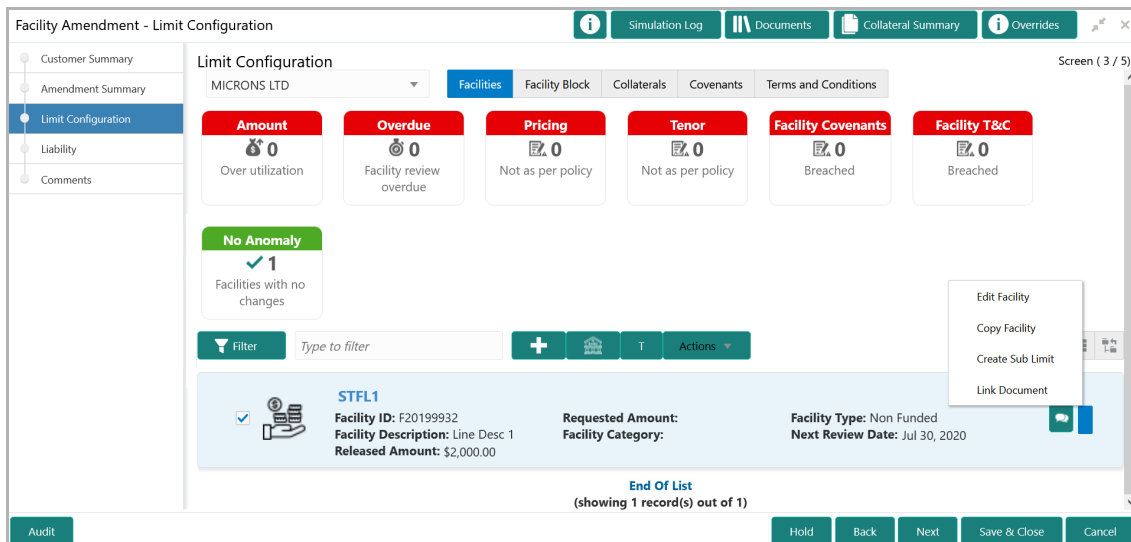 Facility Amendment - Limit Configuration
Simulation Log
Documents
Collateral Summary
Overrides
Customer Summary
Amendment Summary
Limit Configuration
Liability
Comments
Limit Configuration
Screen ( 3 / 5)
MICRONS LTD
Facilities
Facility Block
Collaterals
Covenants
Terms and Conditions
Amount
0
Over utilization
Overdue
0
Facility review
overdue
Pricing
0
Not as per policy
Tenor
0
Not as per policy
Facility Covenants
0
Breached
Facility T&C
0
Breached
No Anomaly
1
Facilities with no
changes
Edit Facility
Copy Facility
Create Sub Limit
Link Document
Filter
Type to filter
T
Actions
STFL1
Facility ID: F20199932
Requested Amount:
Facility Type: Non Funded
Facility Description: Line Desc 1
Facility Category:
Next Review Date: Jul 30, 2020
Released Amount: $2,000.00
End Of List
(showing 1 record(s) out of 1)
Audit
Hold
Back
Next
Save & Close
Cancel